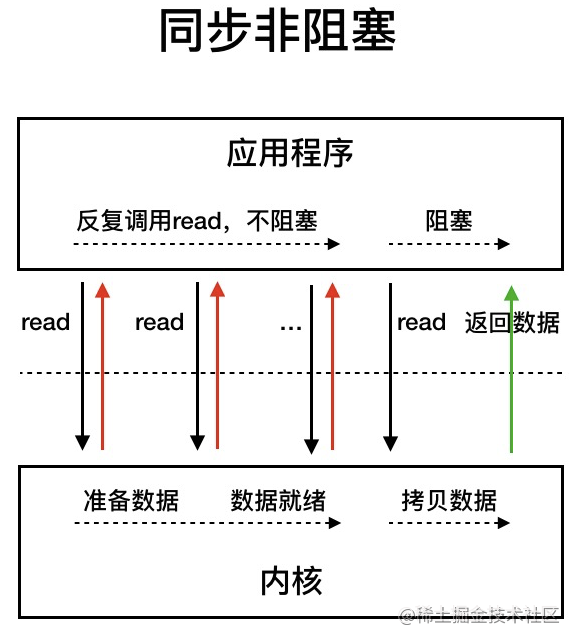 同步非阻塞
应用程序
反复调用read，不阻塞 阻塞
read read ... read 返回数据
准备数据 数据就绪 拷贝数据
内核
@稀土掘金技术社区